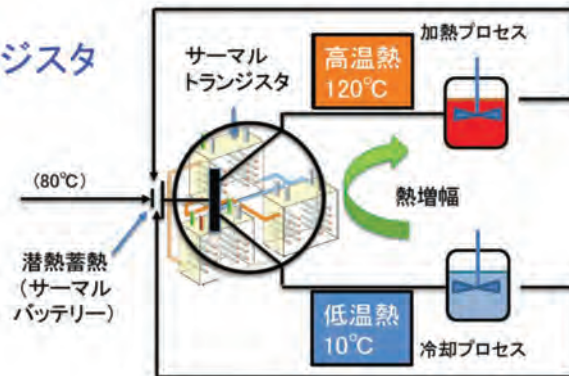 ジスタ
サーマル
トランジスタ
高温熱
120℃
加熱プロセス
(80℃)
熱増幅
潜熱蓄熱
(サーマル
バッテリー)
低温熱
10℃
冷却プロセス